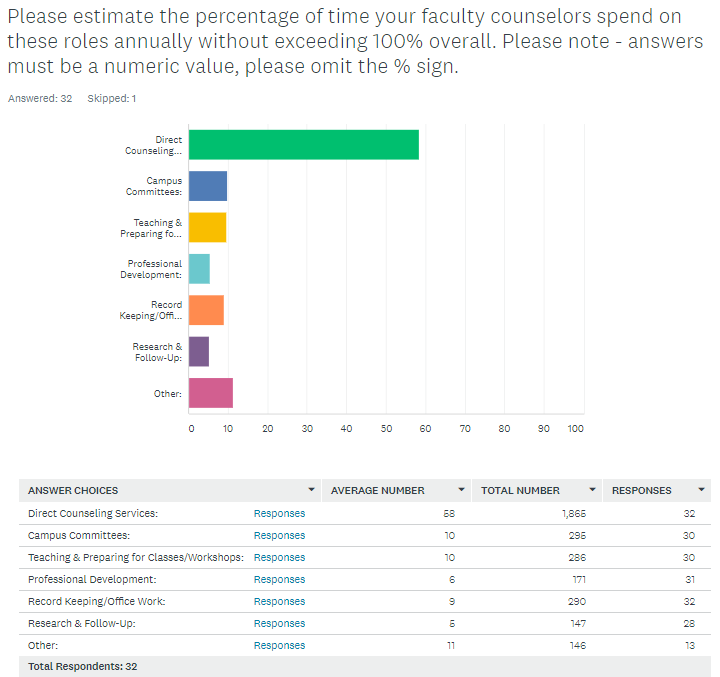 Please estimate the percentage of time your faculty counselors spend on
these roles annually without exceeding 100% overall. Please note - answers
must be a numeric value, please omit the % sign.
Answered: 32 Skipped: 1
Direct
Counseling...
Campus
Committees:
Teaching &
Preparing fo...
Professional
Development:
Record
Keeping/Offi...
Research &
Follow-Up:
Other:
0 10 20 30 40 50 60 70 80 90 100
ANSWER CHOICES AVERAGE NUMBER TOTAL NUMBER RESPONSES
Direct Counseling Services: Responses 58 1,865 32
Campus Committees: Responses 10 295 30
Teaching & Preparing for Classes/Workshops: Responses 10 286 30
Professional Development: Responses 6 171 31
Record Keeping/Office Work: Responses 9 290 32
Research & Follow-Up: Responses 5 147 28
Other: Responses 11 146 13
Total Respondents: 32